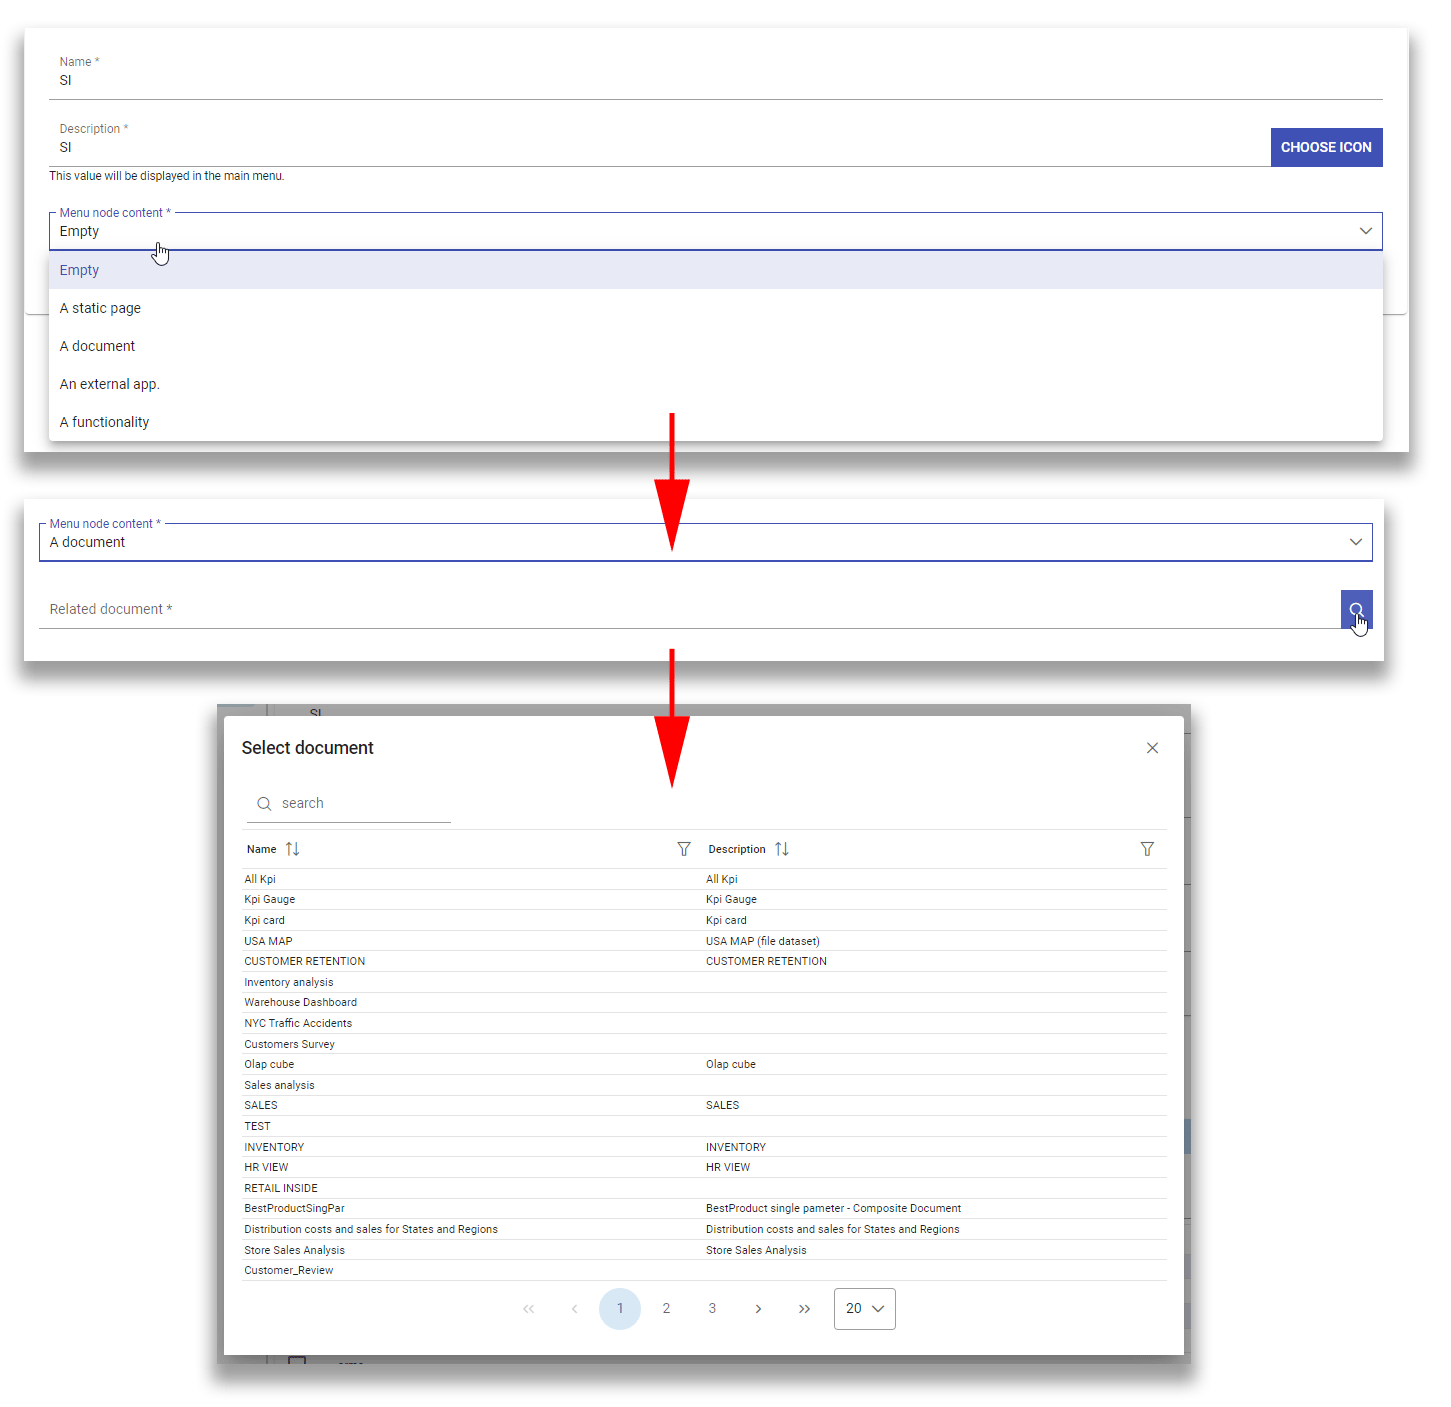 Name *
SI
Description *
SI
CHOOSE ICON
This value will be displayed in the main menu.
Menu node content *
Empty
Empty
A static page
A document
An external app.
A functionality
Menu node content *
A document
Related document *
Select document
search
Name Description
All Kpi All Kpi
Kpi Gauge Kpi Gauge
Kpi card Kpi card
USA MAP USA MAP (file dataset)
CUSTOMER RETENTION CUSTOMER RETENTION
Inventory analysis
Warehouse Dashboard
NYC Traffic Accidents
Customers Survey
Olap cube Olap cube
Sales analysis
SALES SALES
TEST
INVENTORY INVENTORY
HR VIEW HR VIEW
RETAIL INSIDE
BestProductSingPar BestProduct single pameter - Composite Document
Distribution costs and sales for States and Regions Distribution costs and sales for States and Regions
Store Sales Analysis Store Sales Analysis
Customer_Review
1 2 3 20